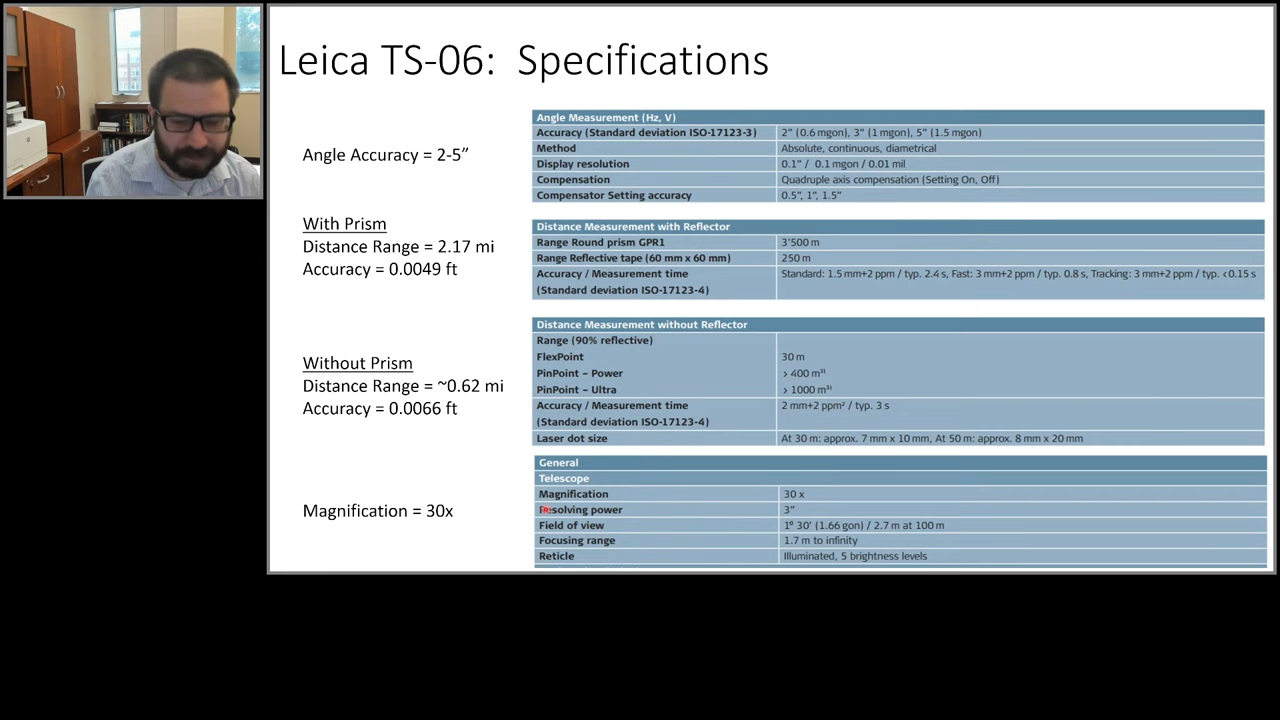 Leica TS-06: Specifications
Angle Accuracy = 2-5”
With Prism
Distance Range = 2.17 mi
Accuracy = 0.0049 ft
Without Prism
Distance Range = ~0.62 mi
Accuracy = 0.0066 ft
Magnification = 30x
Angle Measurement (Hz, V)
Accuracy (Standard deviation ISO-17123-3) 2” (0.6 mgon), 3” (1 mgon), 5” (1.5 mgon)
Method Absolute, continuous, diametrical
Display resolution 0.1” / 0.1 mgon / 0.01 mil
Compensation Quadruple axis compensation (Setting On, Off)
Compensator Setting accuracy 0.5”, 1”, 1.5”
Distance Measurement with Reflector
Range Round prism GPR1 3’500 m
Range Reflective tape (60 mm x 60 mm) 250 m
Accuracy / Measurement time Standard: 1.5 mm+2 ppm / typ. 2.4 s, Fast: 3 mm+2 ppm / typ. 0.8 s, Tracking: 3 mm+2 ppm / typ. <0.15 s
(Standard deviation ISO-17123-4)
Distance Measurement without Reflector
Range (90% reflective)
FlexPoint 30 m
PinPoint – Power > 400 m³⁾
PinPoint – Ultra > 1000 m³⁾
Accuracy / Measurement time 2 mm+2 ppm² / typ. 3 s
(Standard deviation ISO-17123-4)
Laser dot size At 30 m: approx. 7 mm x 10 mm, At 50 m: approx. 8 mm x 20 mm
General
Telescope
Magnification 30 x
Resolving power 3”
Field of view 1° 30’ (1.66 gon) / 2.7 m at 100 m
Focusing range 1.7 m to infinity
Reticle Illuminated, 5 brightness levels